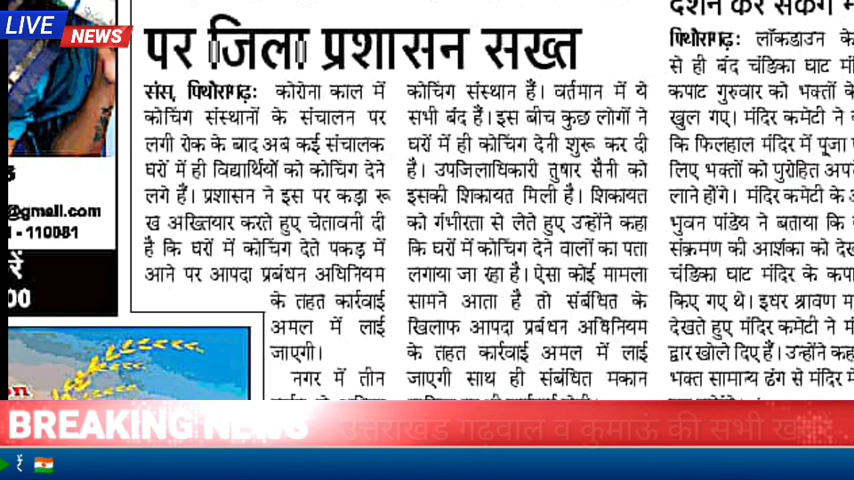 LIVE
NEWS
पर जिला प्रशासन सख्त
संस, पिथौरागढ़: कोरोना काल में
कोचिंग संस्थानों के संचालन पर
लगी रोक के बाद अब कई संचालक
घरों में ही विद्यार्थियों को कोचिंग देने
लगे हैं। प्रशासन ने इस पर कड़ा रू
ख अख्तियार करते हुए चेतावनी दी
है कि घरों में कोचिंग देते पकड़ में
आने पर आपदा प्रबंधन अधिनियम
के तहत कार्रवाई
अमल में लाई
जाएगी।
नगर में तीन
कोचिंग संस्थान हैं। वर्तमान में ये
सभी बंद हैं। इस बीच कुछ लोगों ने
घरों में ही कोचिंग देनी शुरू कर दी
है। उपजिलाधिकारी तुषार सैनी को
इसकी शिकायत मिली है। शिकायत
को गंभीरता से लेते हुए उन्होंने कहा
कि घरों में कोचिंग देने वालों का पता
लगाया जा रहा है। ऐसा कोई मामला
सामने आता है तो संबंधित के
खिलाफ आपदा प्रबंधन अधिनियम
के तहत कार्रवाई अमल में लाई
जाएगी साथ ही संबंधित मकान
दर्शन कर सकेंगे
पिथौरागढ़: लॉकडाउन के
से ही बंद चंडिका घाट
कपाट गुरुवार को भक्तों के
खुल गए। मंदिर कमेटी ने
कि फिलहाल मंदिर में पूजा
लिए भक्तों को पुरोहित
लाने होंगे। मंदिर कमेटी के
भुवन पांडेय ने बताया कि
संक्रमण की आशंका को
चंडिका घाट मंदिर के
किए गए थे। इधर श्रावण
देखते हुए मंदिर कमेटी ने
द्वार खोले दिए हैं। उन्होंने
भक्त सामान्य ढंग से मंदिर
@gmail.com
- 110081
00
BREAKING NEWS
उत्तराखंड गढवाल व कुमाऊं की सभी